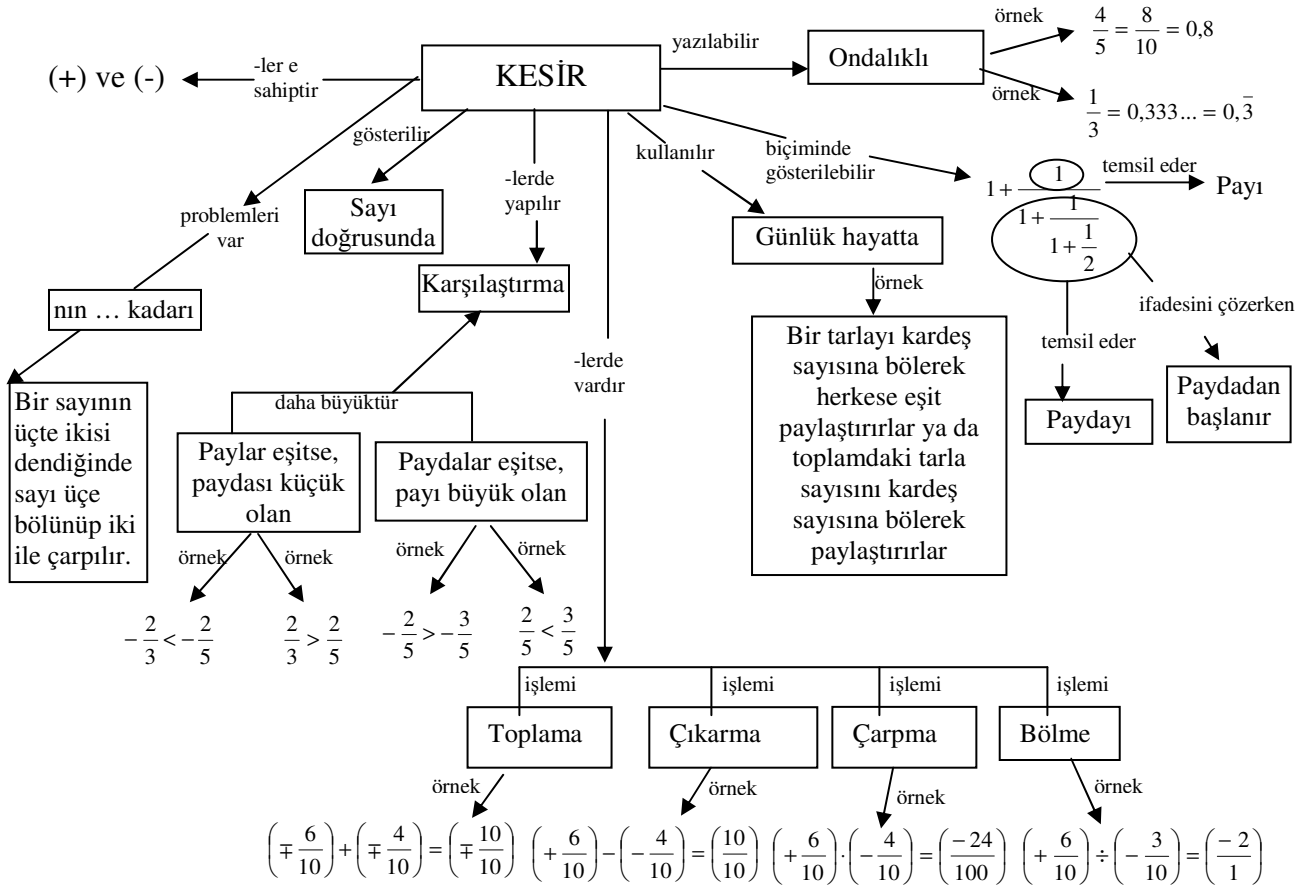 KESİR
-ler e
sahiptir
(+) ve (-)
yazılabilir
Ondalıklı
örnek
4/5 = 8/10 = 0,8
örnek
1/3 = 0,333... = 0,3̄
problemleri
var
nın … kadarı
Bir sayının
üçte ikisi
dendiğinde
sayı üçe
bölünüp iki
ile çarpılır.
gösterilir
Sayı
doğrusunda
-lerde
yapılır
Karşılaştırma
daha büyüktür
Paylar eşitse,
paydası küçük
olan
örnek
örnek
-2/3 < -2/5
2/3 > 2/5
Paydalar eşitse,
payı büyük olan
örnek
örnek
-2/5 > -3/5
2/5 < 3/5
kullanılır
Günlük hayatta
örnek
Bir tarlayı kardeş
sayısına bölerek
herkese eşit
paylaştırırlar ya da
toplamdaki tarla
sayısını kardeş
sayısına bölerek
paylaştırırlar
biçiminde
gösterilebilir
1 + 1/(1 + 1/(1 + 1/2))
temsil eder
Payı
temsil eder
Paydayı
ifadesini çözerken
Paydadan
başlanır
-lerde
vardır
işlemi
Toplama
örnek
(∓ 6/10) + (∓ 4/10) = (∓ 10/10)
işlemi
Çıkarma
örnek
(+ 6/10) − (− 4/10) = (10/10)
işlemi
Çarpma
örnek
(+ 6/10) · (− 4/10) = (−24/100)
işlemi
Bölme
örnek
(+ 6/10) ÷ (− 3/10) = (−2/1)